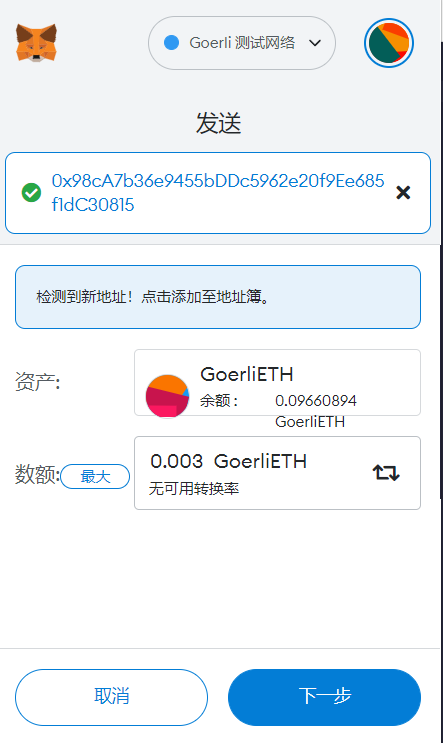 Goerli 测试网络
发送
0x98cA7b36e9455bDDc5962e20f9Ee685
f1dC30815
检测到新地址！点击添加至地址簿。
资产:
GoerliETH
余额： 0.09660894
GoerliETH
数额:
最大
0.003 GoerliETH
无可用转换率
取消
下一步